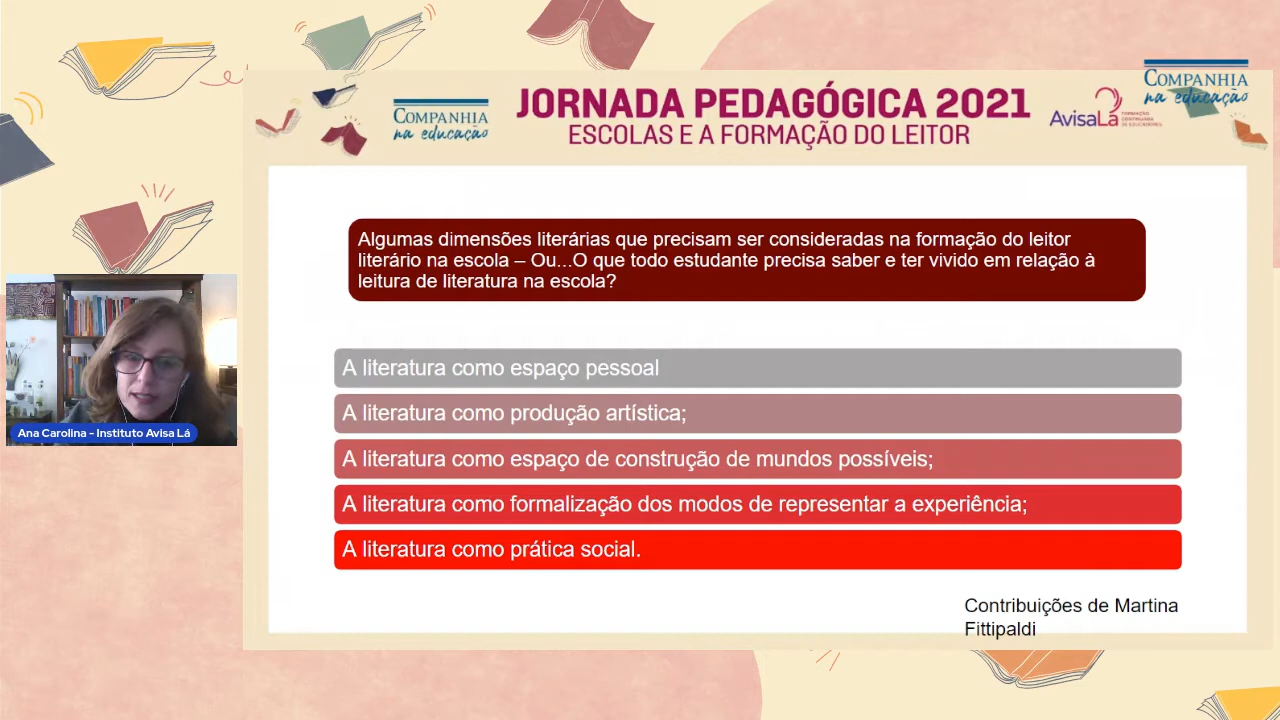 COMPANHIA
na educação
JORNADA PEDAGÓGICA 2021
ESCOLAS E A FORMAÇÃO DO LEITOR
AvisaLá
FORMAÇÃO
CONTINUADA
DE EDUCADORES
COMPANHIA
na educação
Algumas dimensões literárias que precisam ser consideradas na formação do leitor
literário na escola – Ou...O que todo estudante precisa saber e ter vivido em relação à
leitura de literatura na escola?
A literatura como espaço pessoal
A literatura como produção artística;
A literatura como espaço de construção de mundos possíveis;
A literatura como formalização dos modos de representar a experiência;
A literatura como prática social.
Contribuições de Martina
Fittipaldi
Ana Carolina - Instituto Avisa Lá